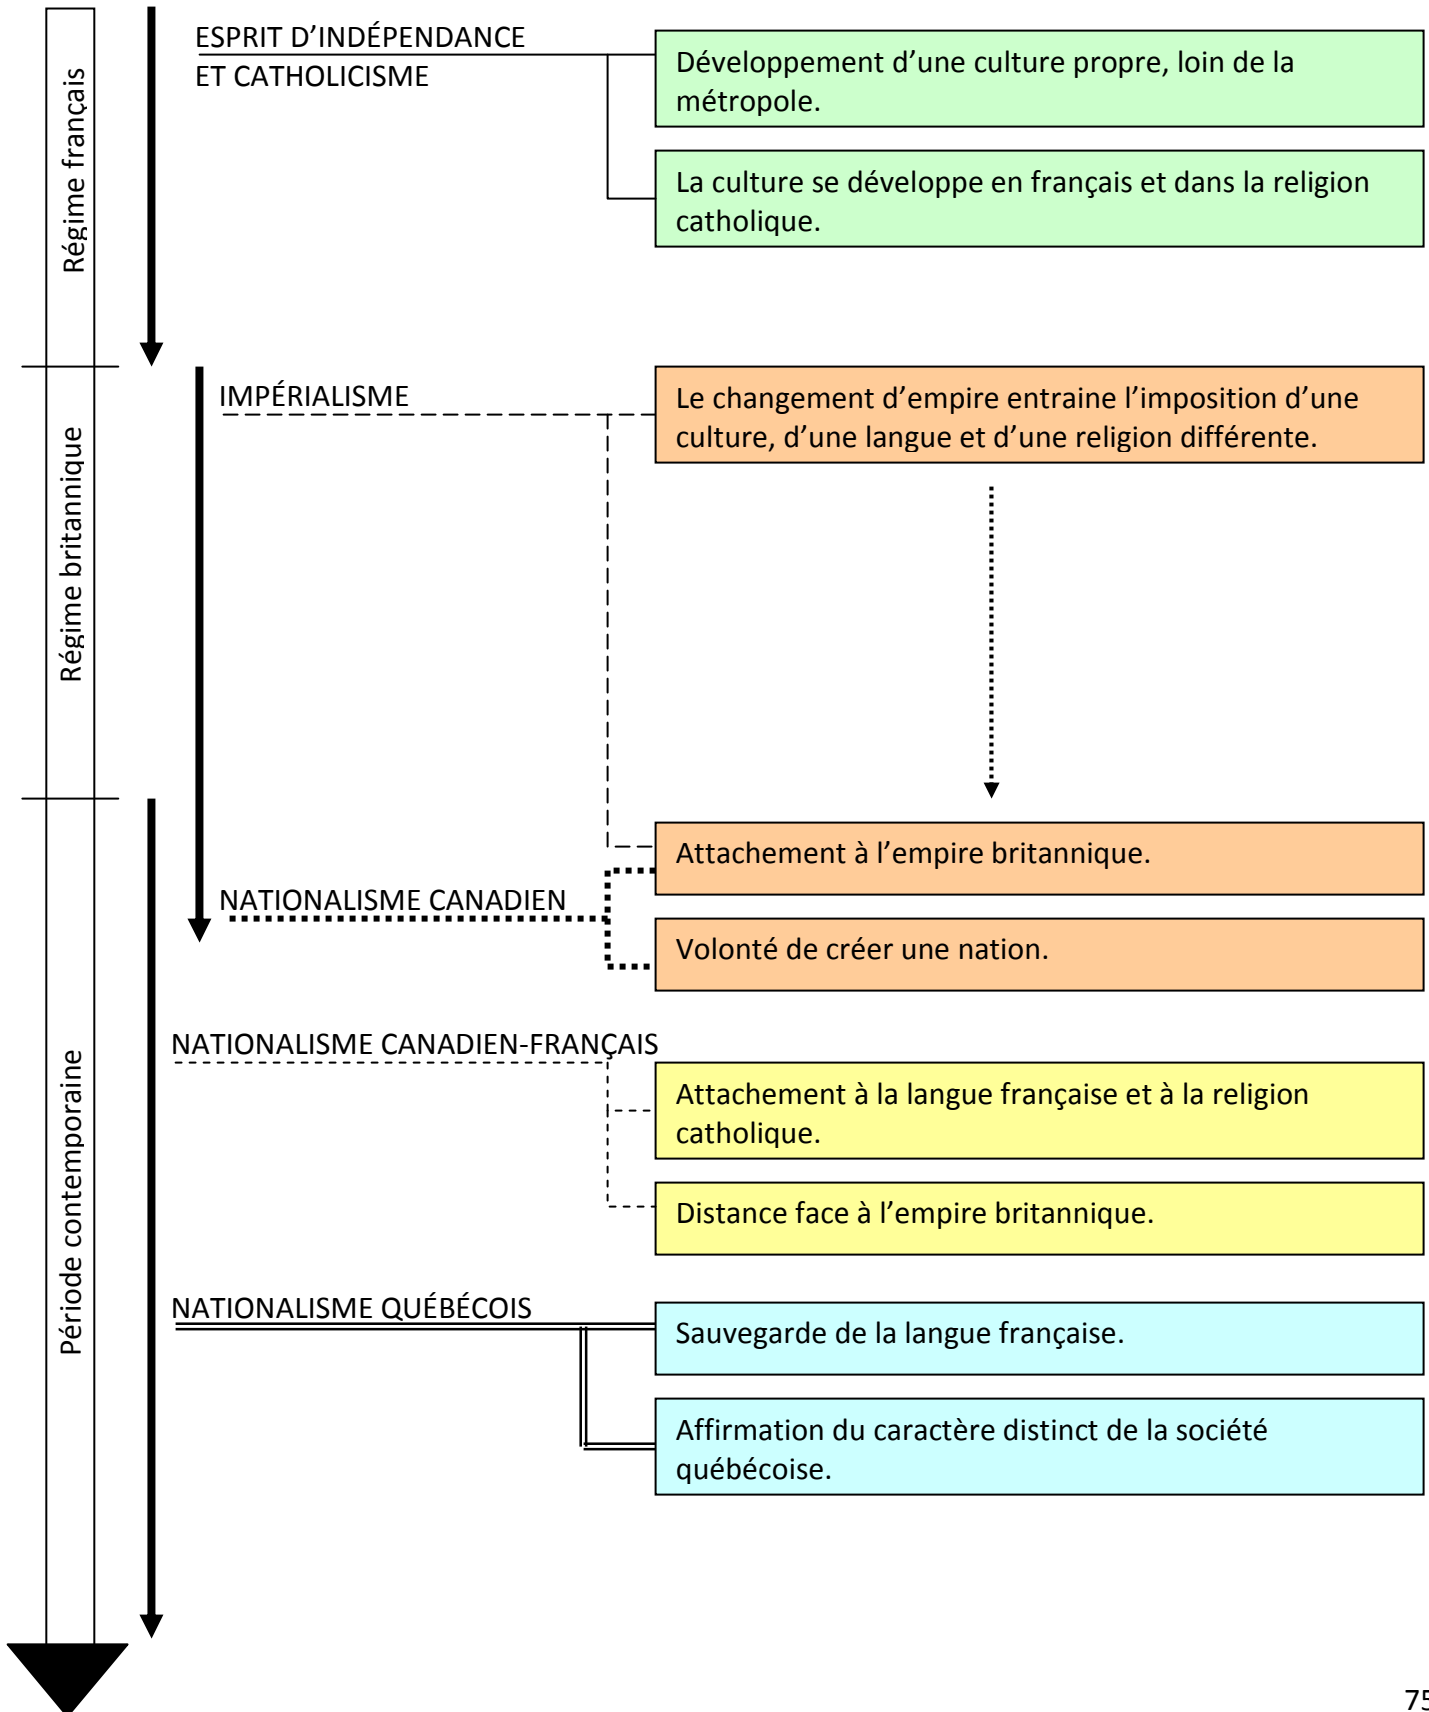 Régime français
ESPRIT D’INDÉPENDANCE
ET CATHOLICISME
Développement d’une culture propre, loin de la
métropole.
La culture se développe en français et dans la religion
catholique.
Régime britannique
IMPÉRIALISME
Le changement d’empire entraine l’imposition d’une
culture, d’une langue et d’une religion différente.
Attachement à l’empire britannique.
NATIONALISME CANADIEN
Volonté de créer une nation.
Période contemporaine
NATIONALISME CANADIEN-FRANÇAIS
Attachement à la langue française et à la religion
catholique.
Distance face à l’empire britannique.
NATIONALISME QUÉBÉCOIS
Sauvegarde de la langue française.
Affirmation du caractère distinct de la société
québécoise.
75